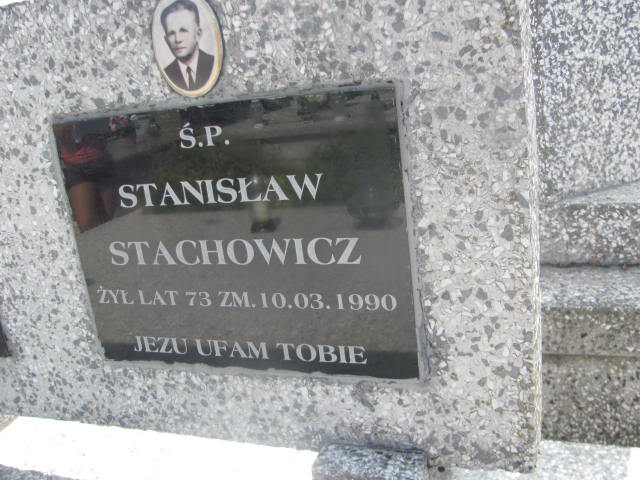 Ś.P.
STANISŁAW
STACHOWICZ
ŻYŁ LAT 73 ZM. 10.03.1990
JEZU UFAM TOBIE